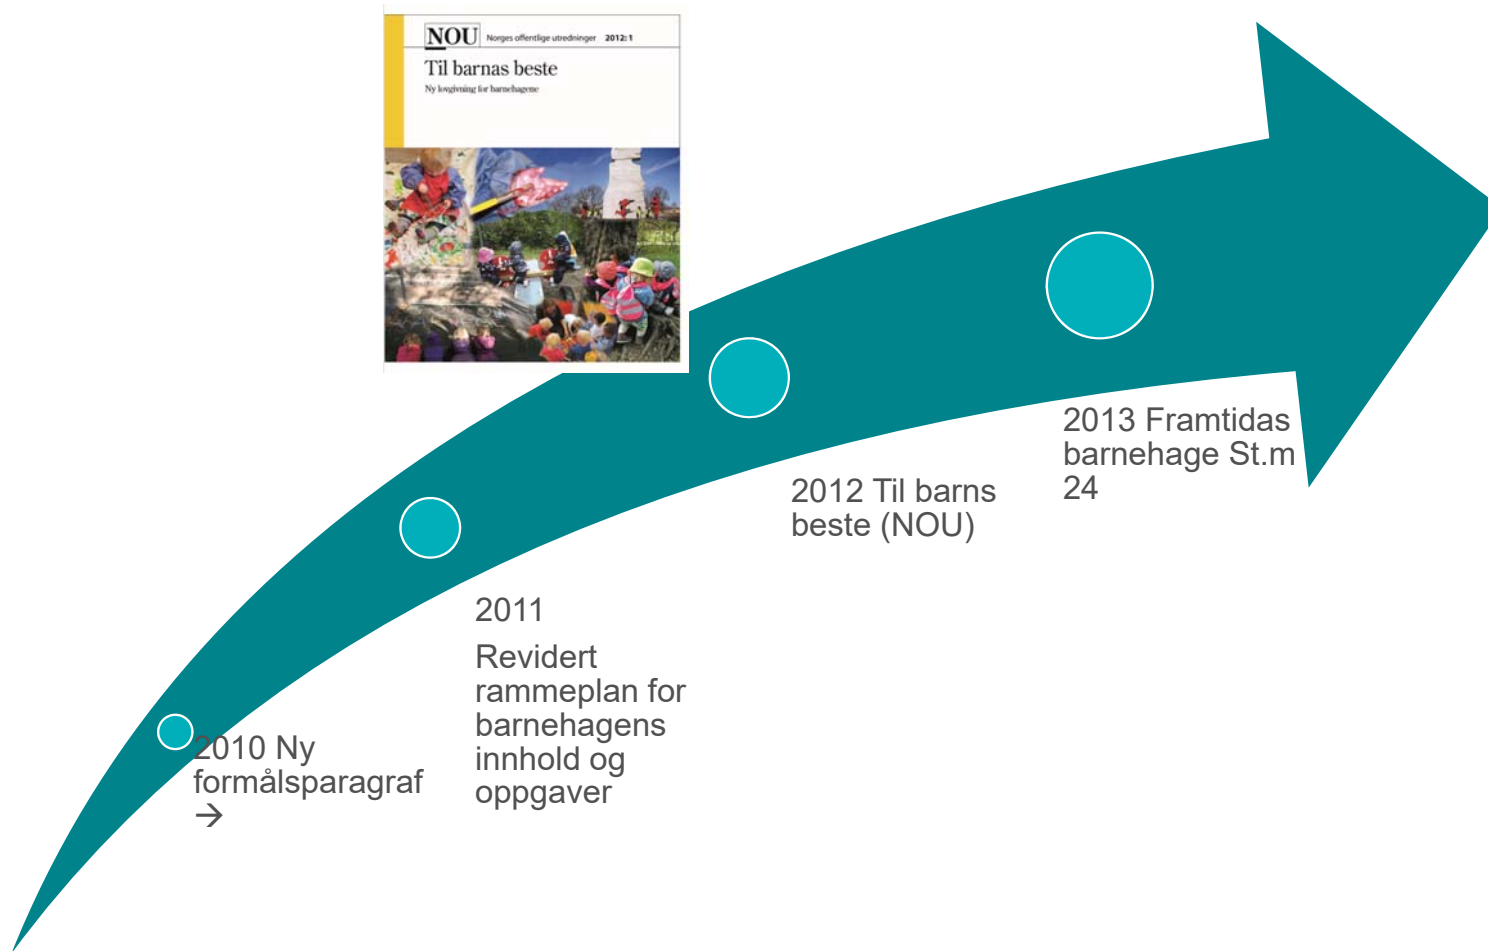 NOU Norges offentlige utredninger 2012: 1
Til barnas beste
Ny lovgivning for barnehagene
2010 Ny
formålsparagraf
→
2011
Revidert
rammeplan for
barnehagens
innhold og
oppgaver
2012 Til barns
beste (NOU)
2013 Framtidas
barnehage St.m
24